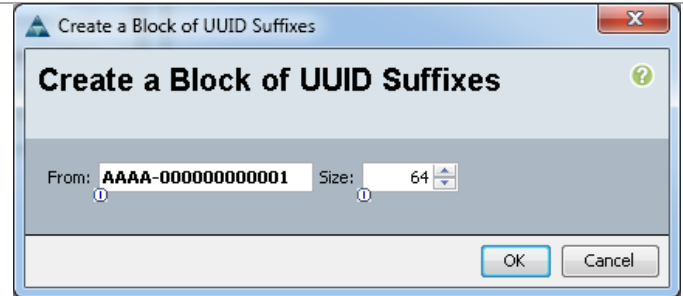 Create a Block of UUID Suffixes
Create a Block of UUID Suffixes
From: AAAA-000000000001 Size: 64
OK Cancel